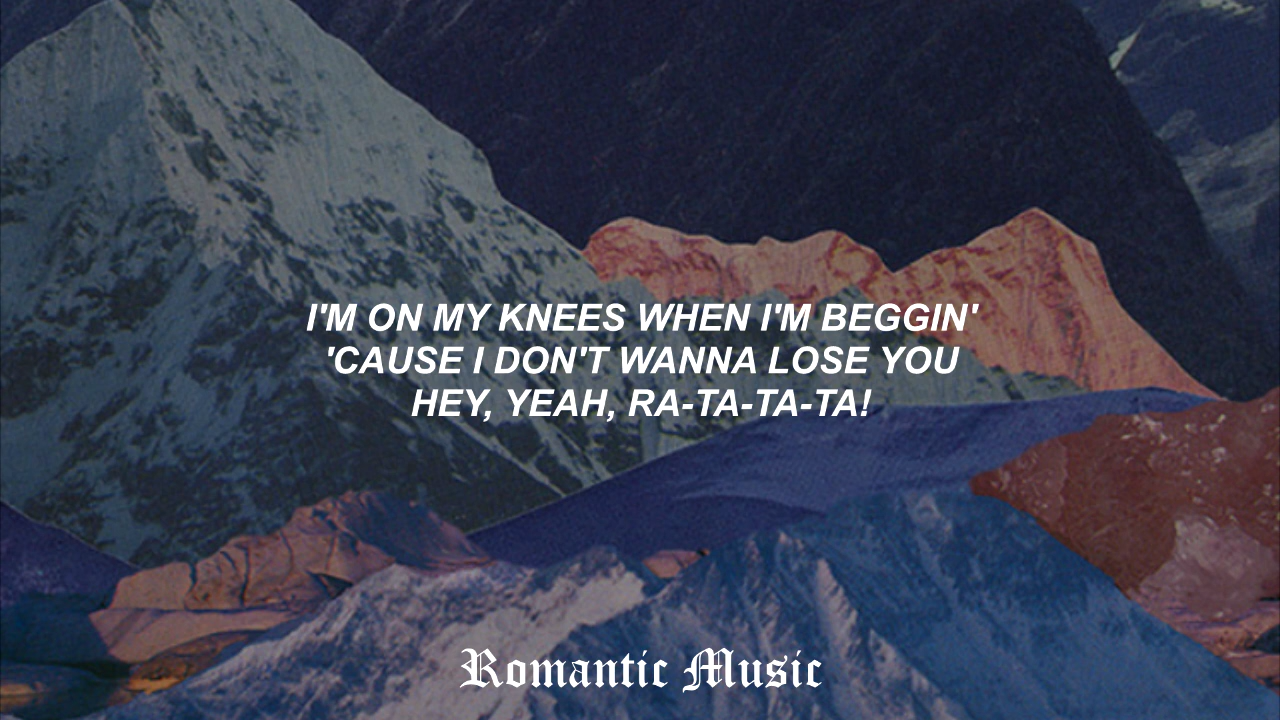 I'M ON MY KNEES WHEN I'M BEGGIN'
'CAUSE I DON'T WANNA LOSE YOU
HEY, YEAH, RA-TA-TA-TA!
Romantic Music